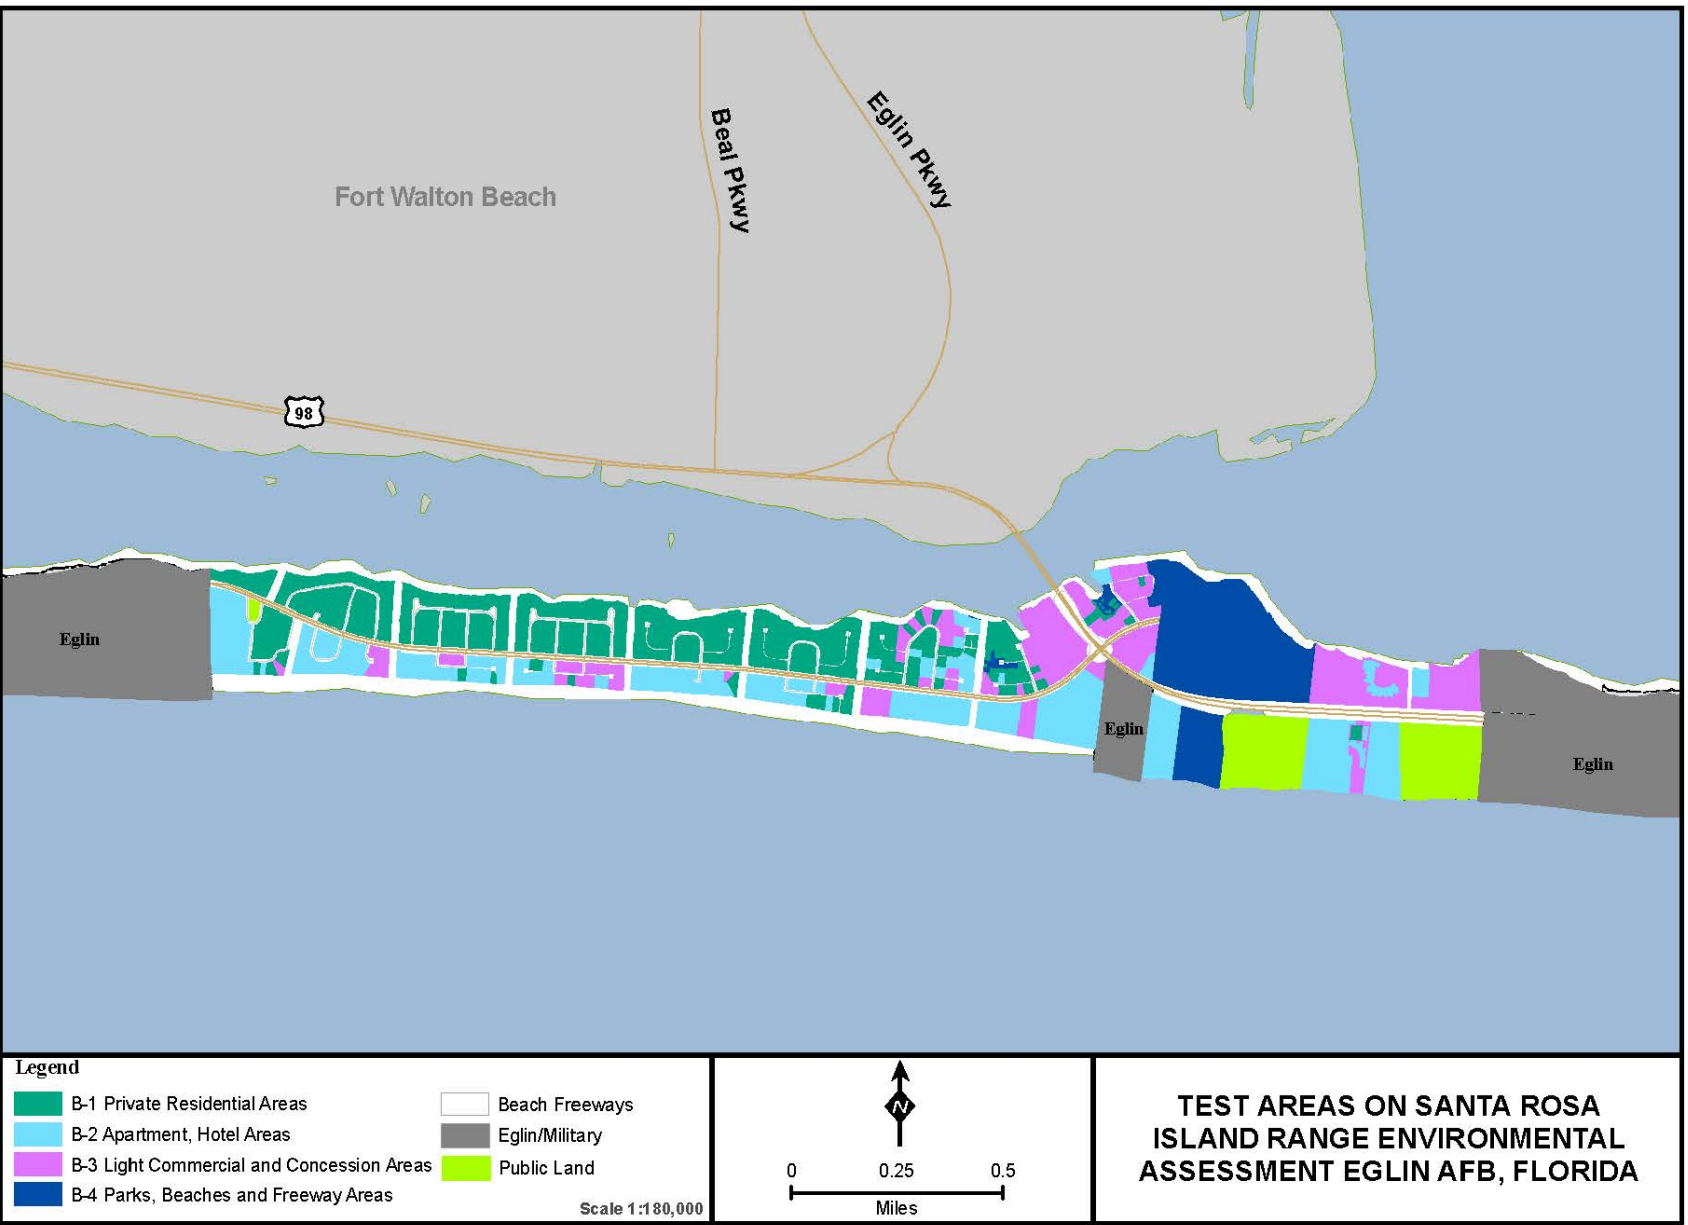 Beal Pkwy
Eglin Pkwy
Fort Walton Beach
98
Eglin
Eglin
Eglin
Legend
B-1 Private Residential Areas
B-2 Apartment, Hotel Areas
B-3 Light Commercial and Concession Areas
B-4 Parks, Beaches and Freeway Areas
Beach Freeways
Eglin/Military
Public Land
Scale 1:180,000
N
0 0.25 0.5
Miles
TEST AREAS ON SANTA ROSA
ISLAND RANGE ENVIRONMENTAL
ASSESSMENT EGLIN AFB, FLORIDA